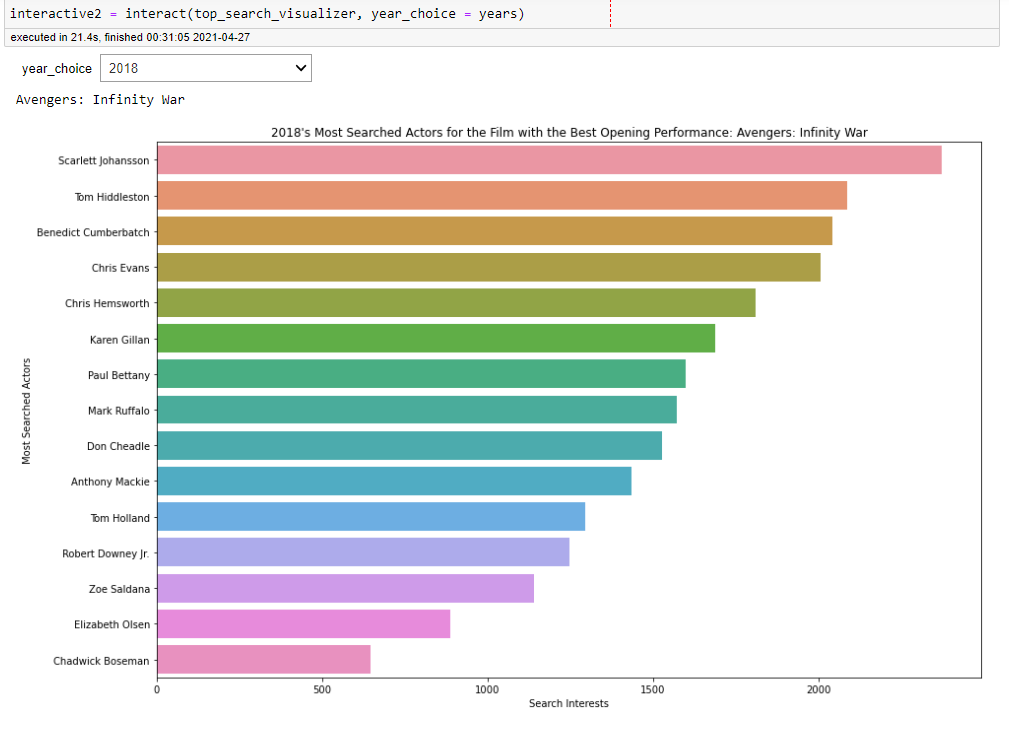 interactive2 = interact(top_search_visualizer, year_choice = years)
executed in 21.4s, finished 00:31:05 2021-04-27
year_choice 2018
Avengers: Infinity War
2018's Most Searched Actors for the Film with the Best Opening Performance: Avengers: Infinity War
Most Searched Actors
Scarlett Johansson
Tom Hiddleston
Benedict Cumberbatch
Chris Evans
Chris Hemsworth
Karen Gillan
Paul Bettany
Mark Ruffalo
Don Cheadle
Anthony Mackie
Tom Holland
Robert Downey Jr.
Zoe Saldana
Elizabeth Olsen
Chadwick Boseman
0 500 1000 1500 2000
Search Interests